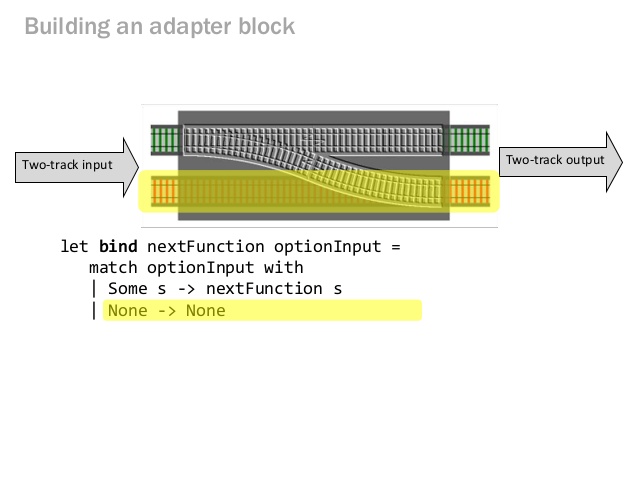 Building an adapter block
Two-track input
Two-track output
let bind nextFunction optionInput =
match optionInput with
| Some s -> nextFunction s
| None -> None